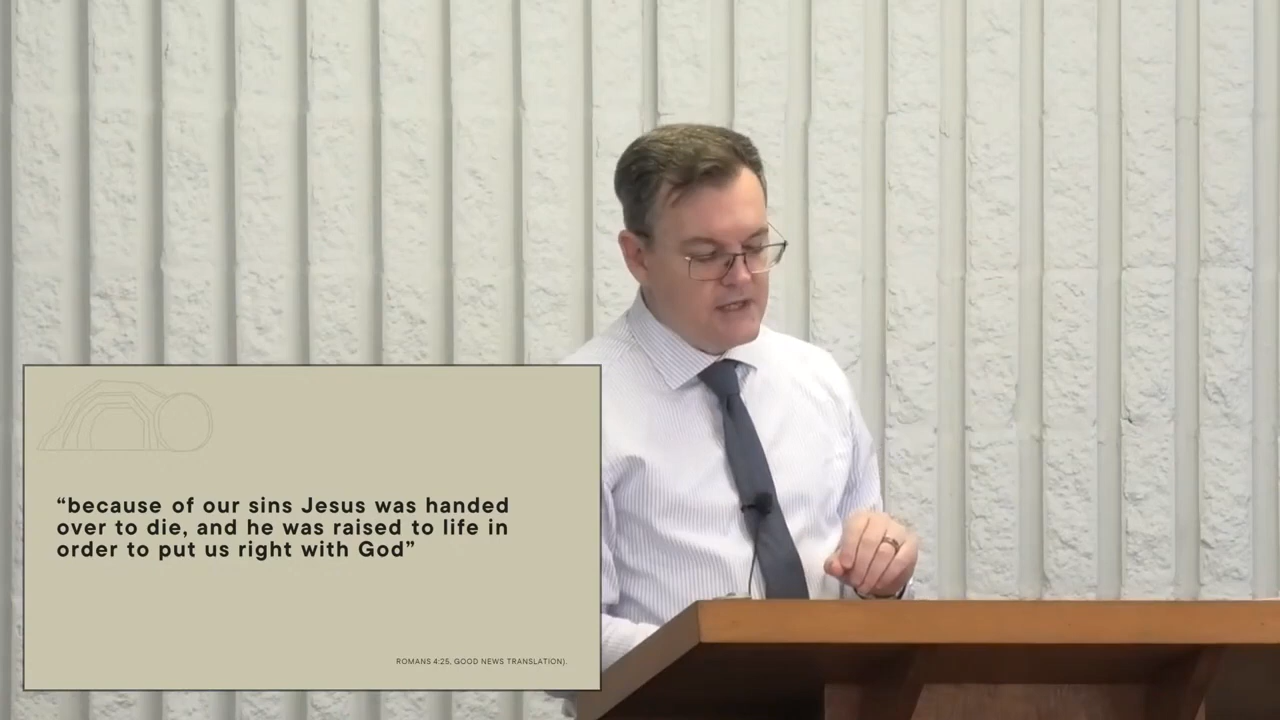 “because of our sins Jesus was handed
over to die, and he was raised to life in
order to put us right with God”
ROMANS 4:25, GOOD NEWS TRANSLATION).